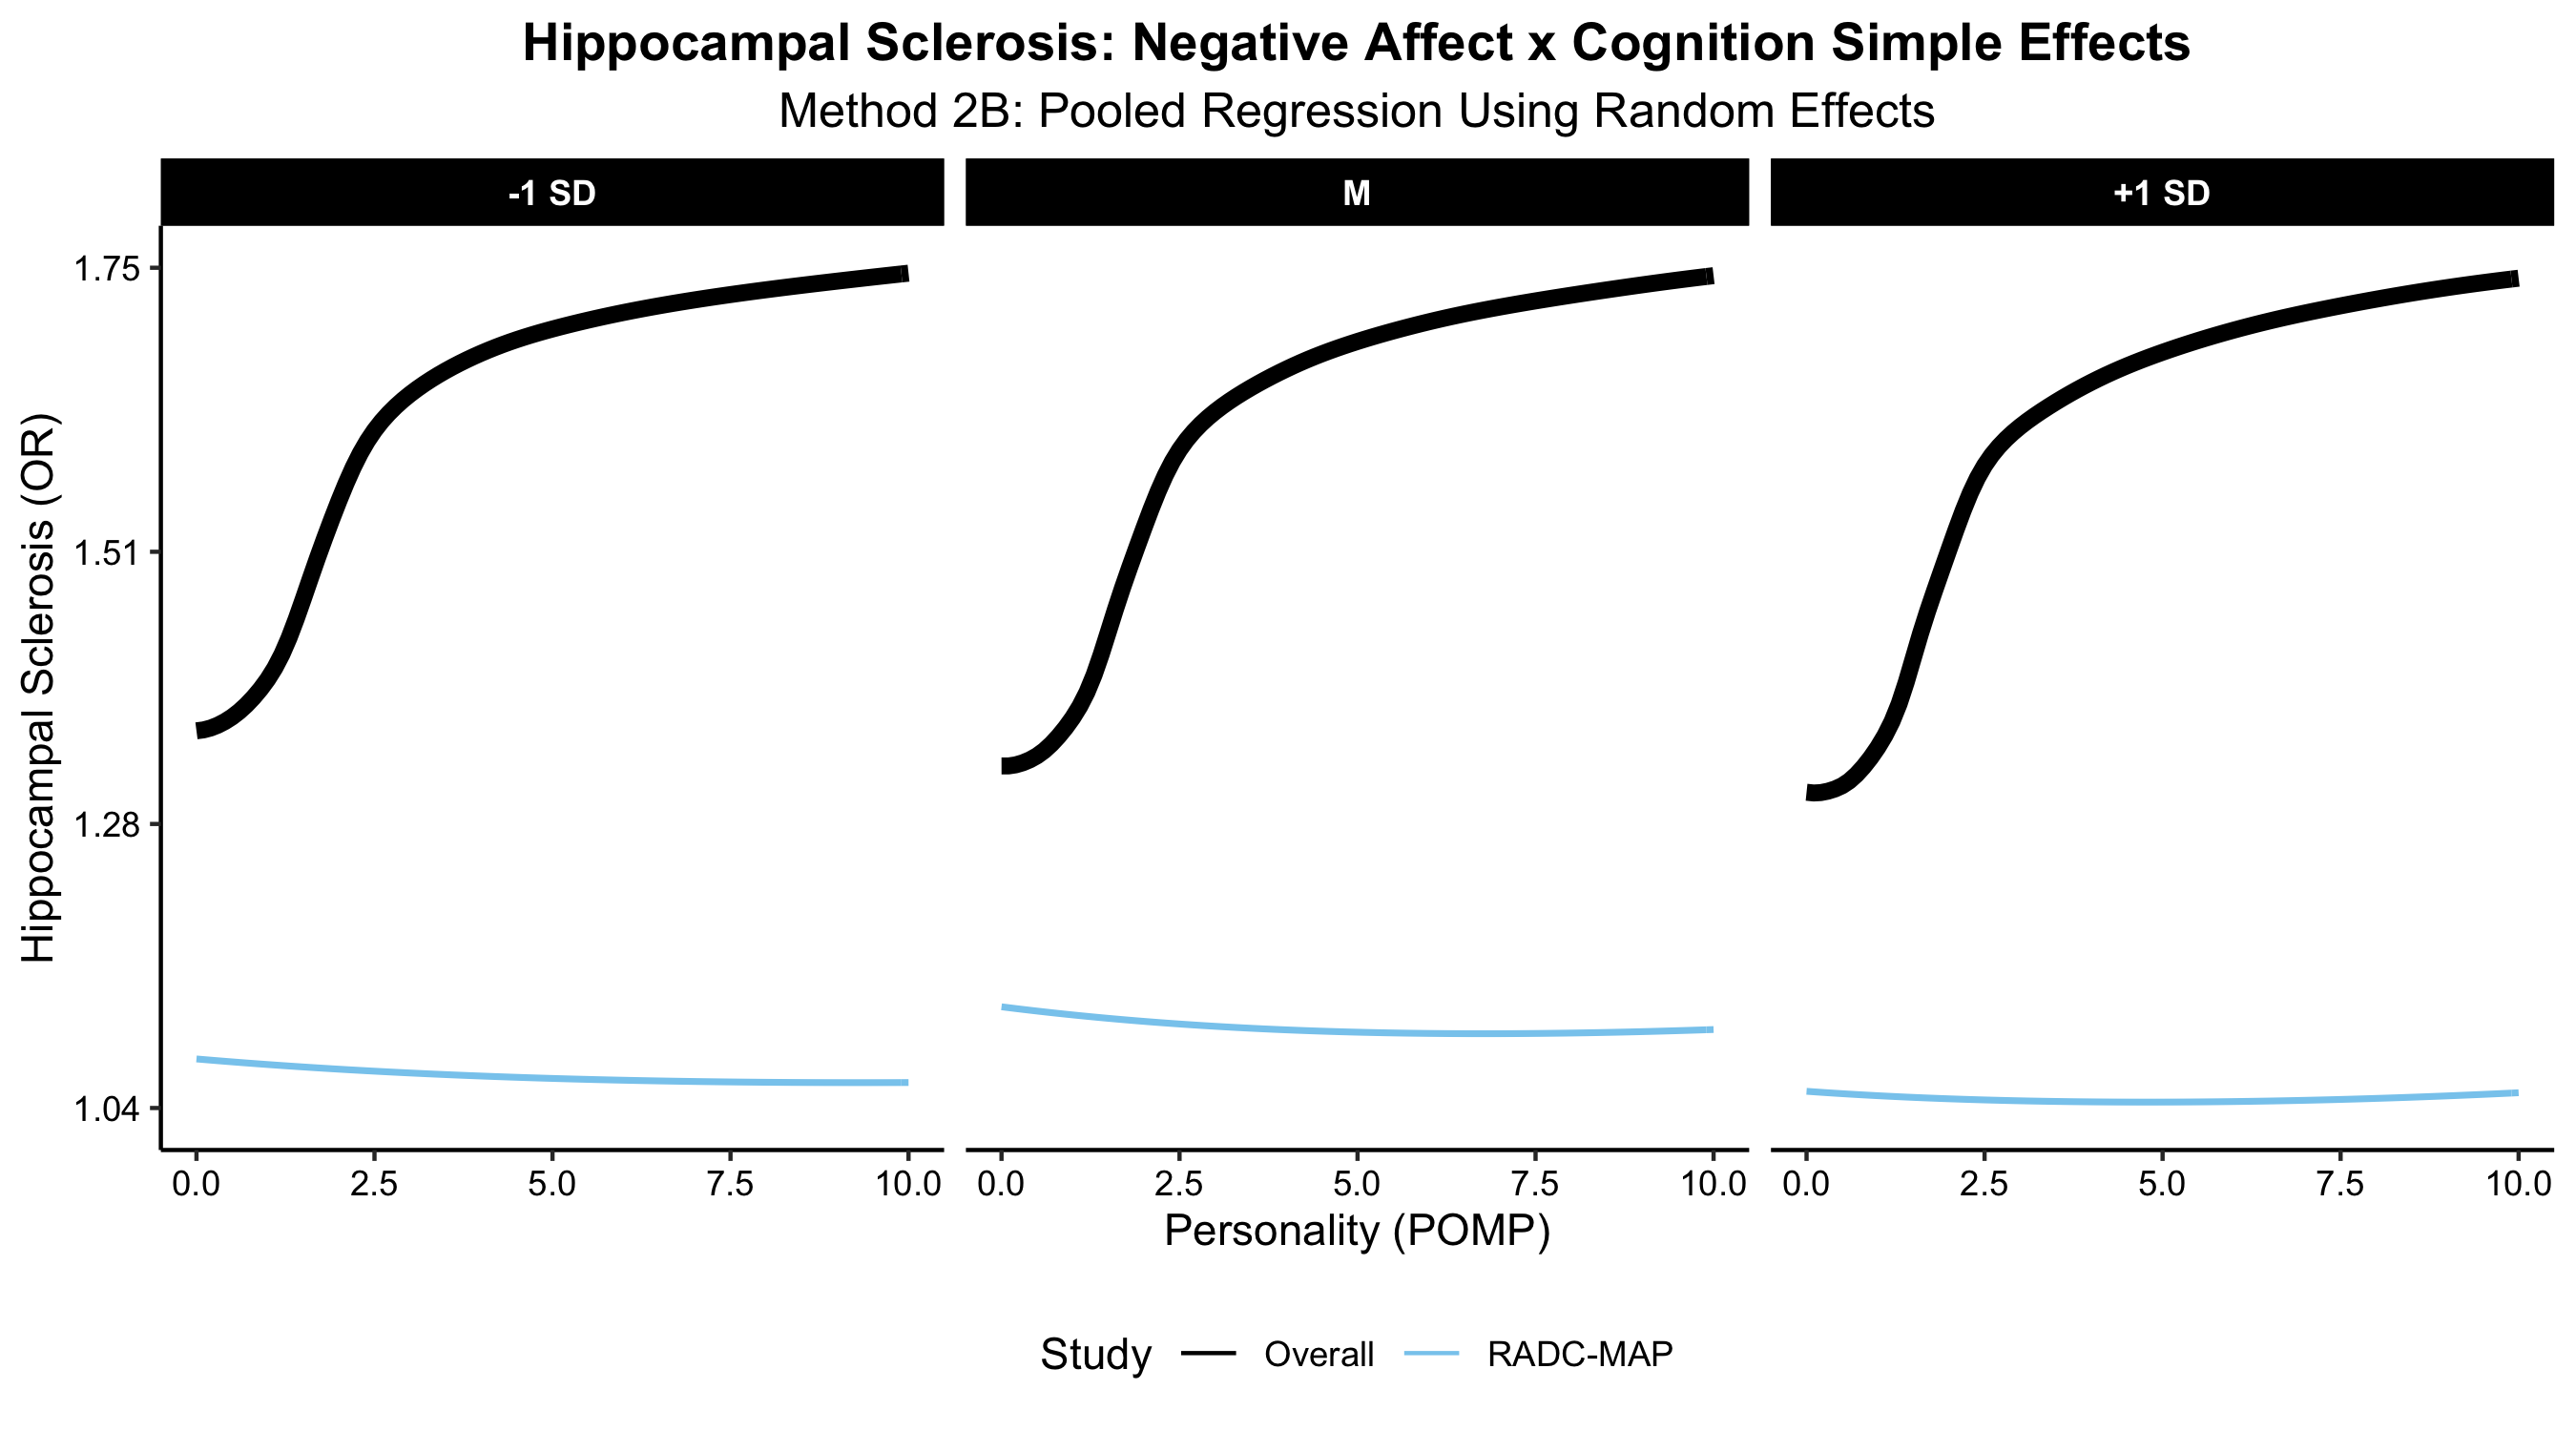 Hippocampal Sclerosis: Negative Affect x Cognition Simple Effects
Method 2B: Pooled Regression Using Random Effects
-1 SD
M
+1 SD
Hippocampal Sclerosis (OR)
1.75
1.51
1.28
1.04
0.0 2.5 5.0 7.5 10.0
0.0 2.5 5.0 7.5 10.0
0.0 2.5 5.0 7.5 10.0
Personality (POMP)
Study Overall RADC-MAP